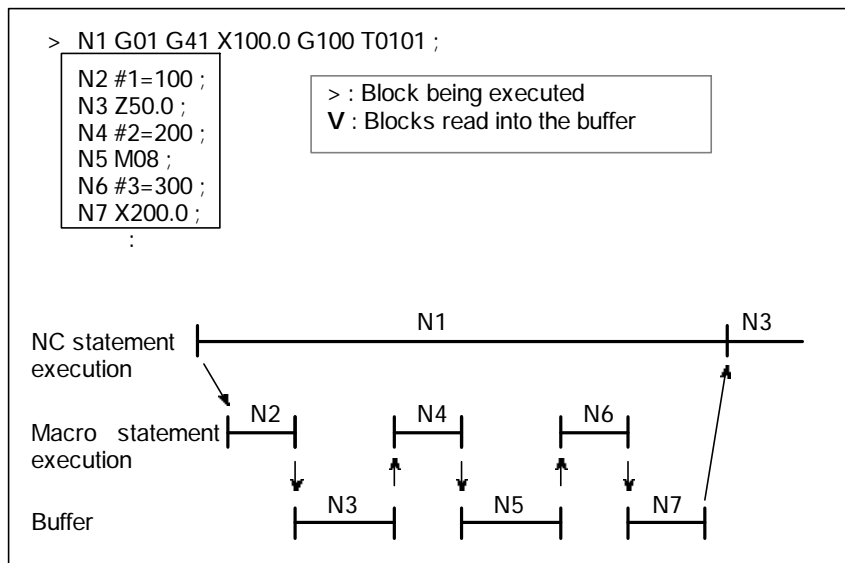 > N1 G01 G41 X100.0 G100 T0101 ;
N2 #1=100 ;
N3 Z50.0 ;
N4 #2=200 ;
N5 M08 ;
N6 #3=300 ;
N7 X200.0 ;
:
> : Block being executed
V : Blocks read into the buffer
N1 N3
NC statement
execution
N2 N4 N6
Macro statement
execution
N3 N5 N7
Buffer